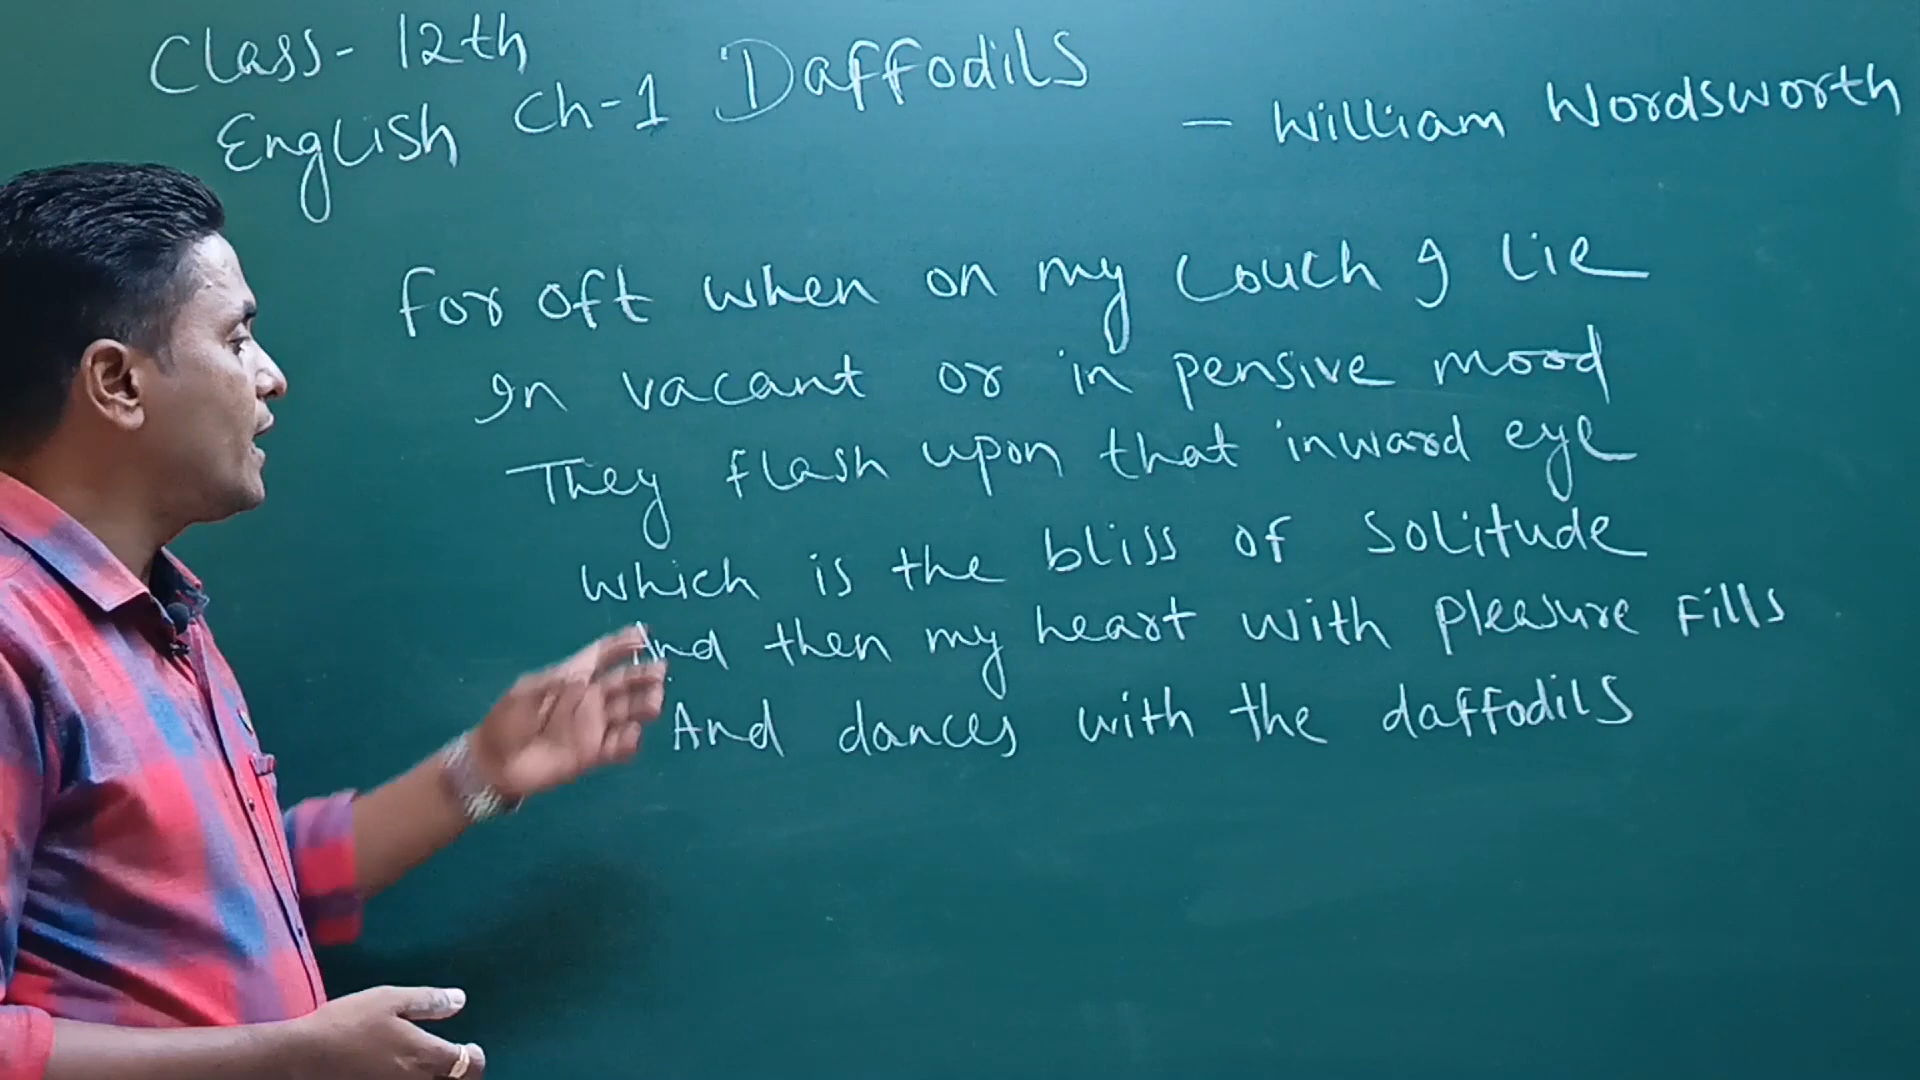 Class- 12th
English Ch-1 Daffodils
- William Wordsworth
For oft when on my couch I lie
In vacant or in pensive mood
They flash upon that inward eye
which is the bliss of solitude
And then my heart with pleasure fills
And dances with the daffodils